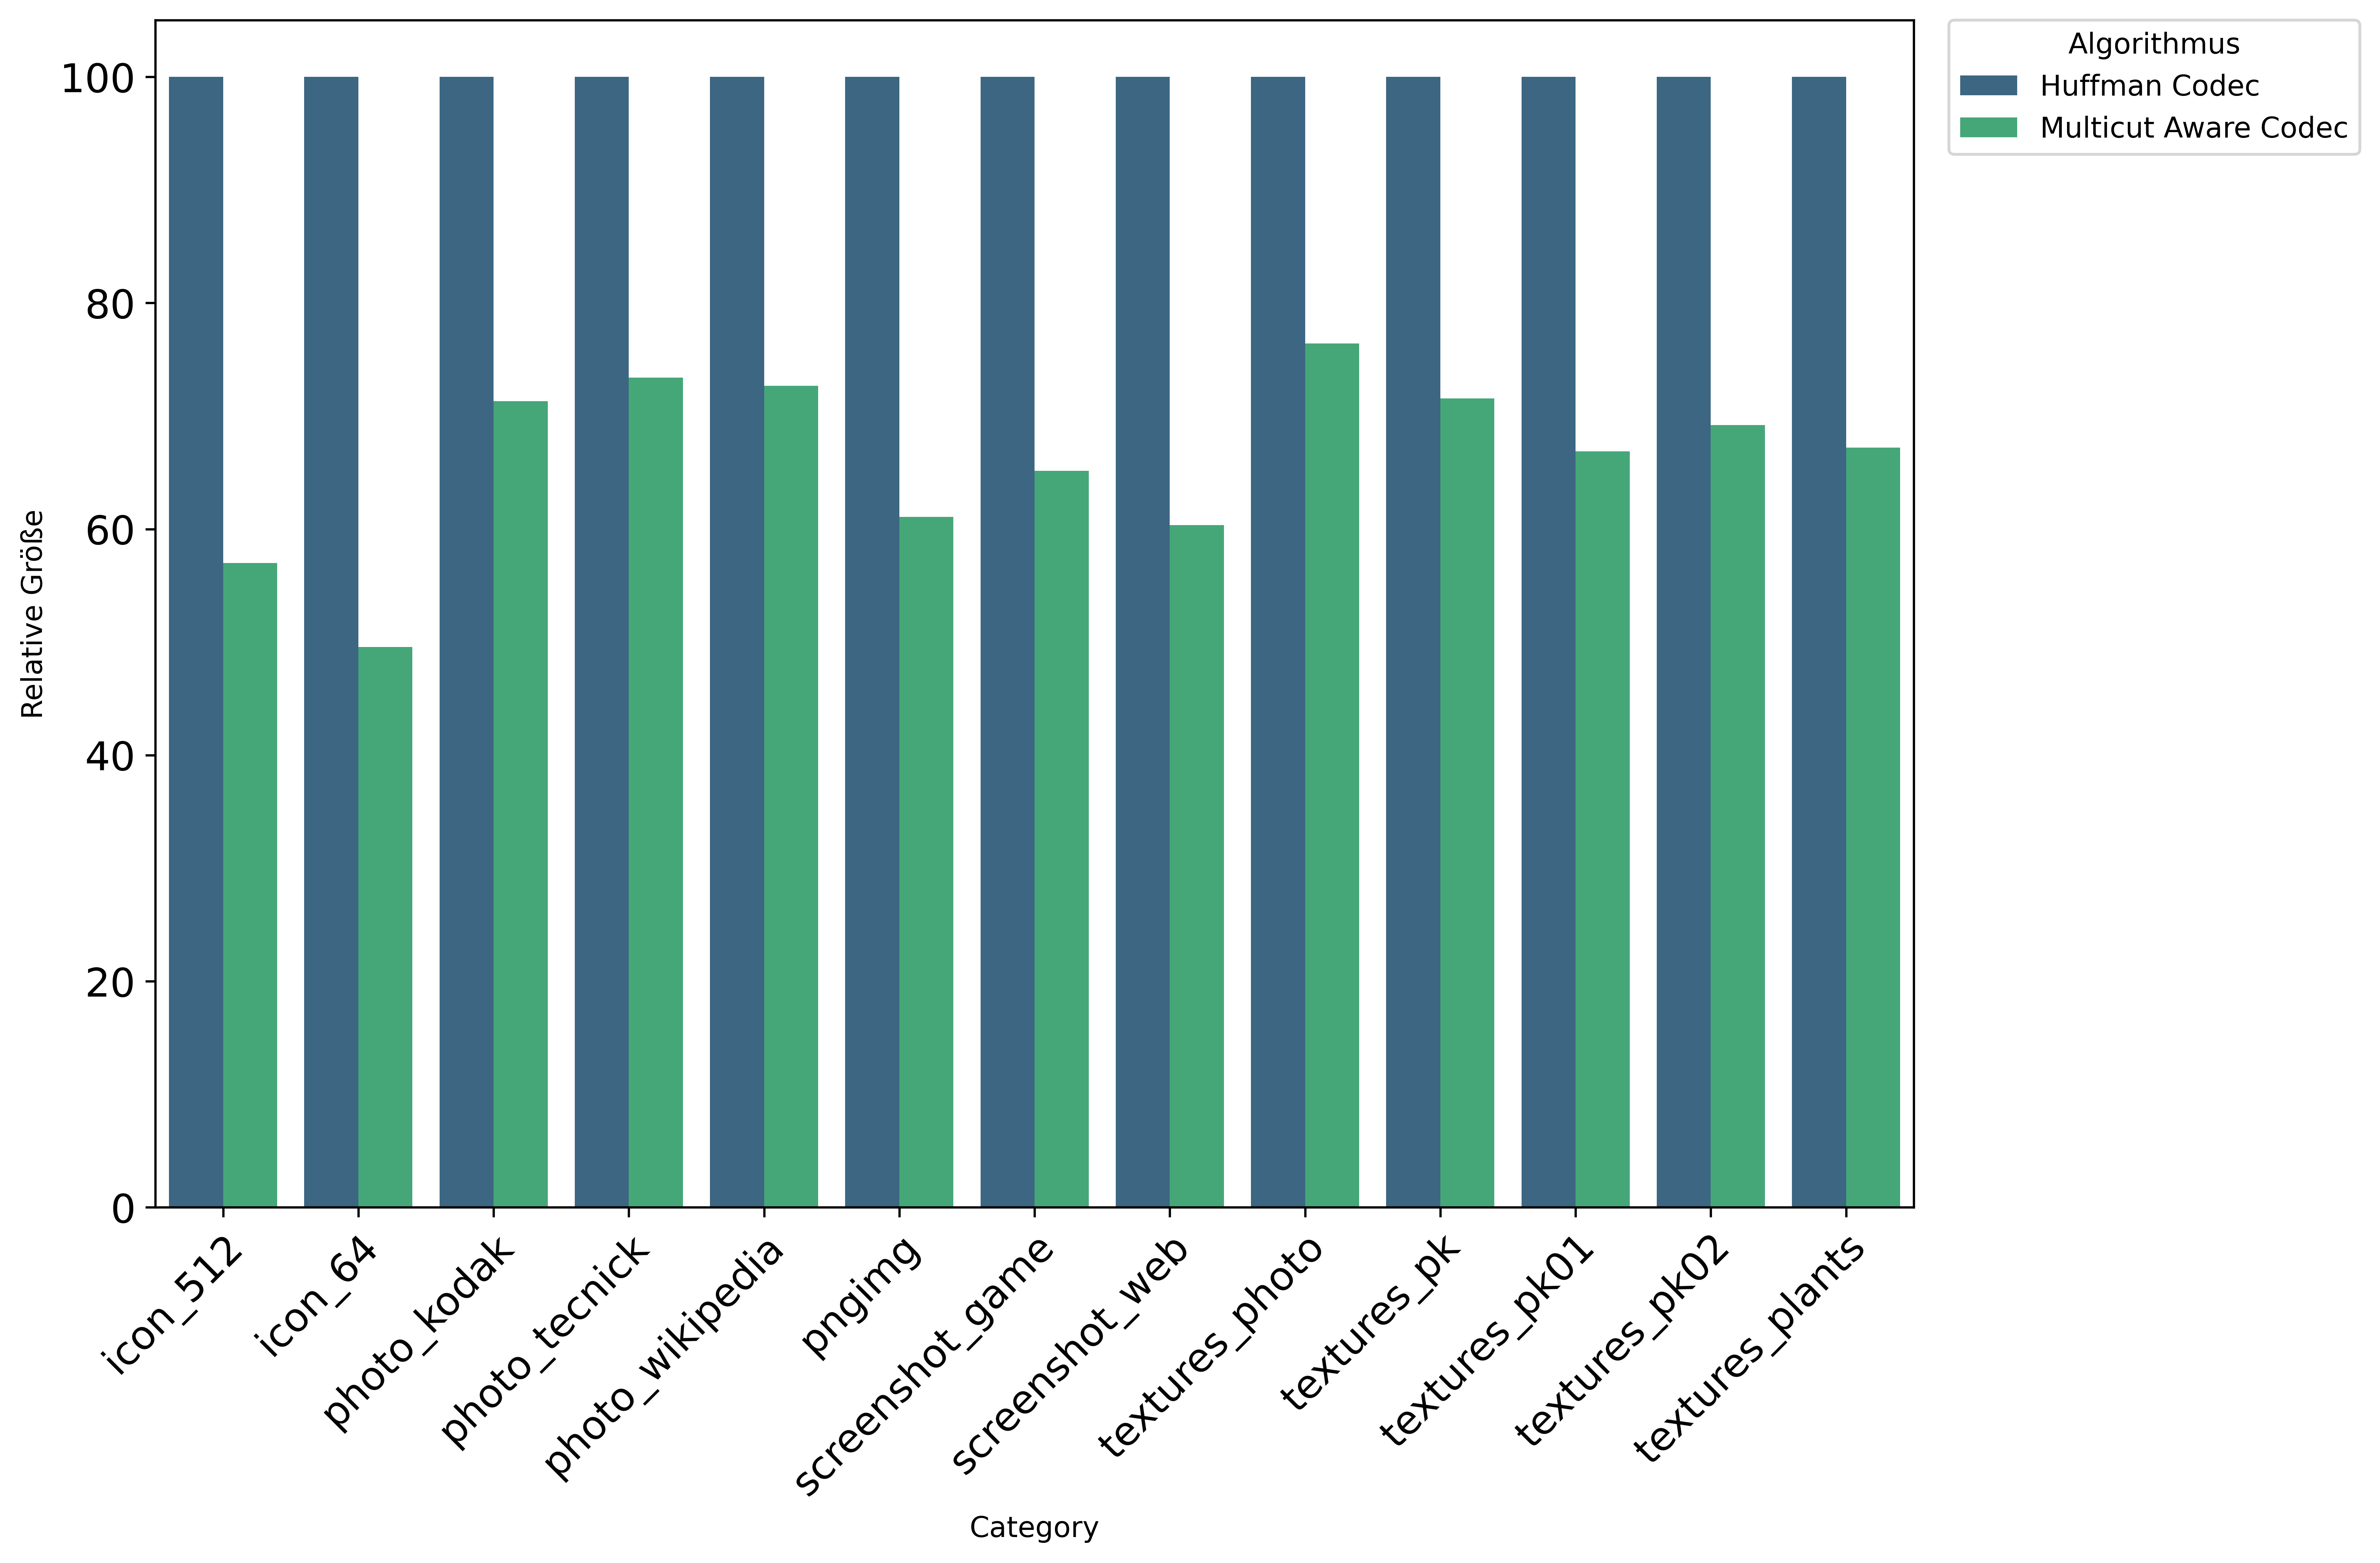 Algorithmus
Huffman Codec
Multicut Aware Codec
Relative Größe
100
80
60
40
20
0
icon_512
icon_64
photo_kodak
photo_tecnick
photo_wikipedia
pngimg
screenshot_game
screenshot_web
textures_photo
textures_pk
textures_pk01
textures_pk02
textures_plants
Category